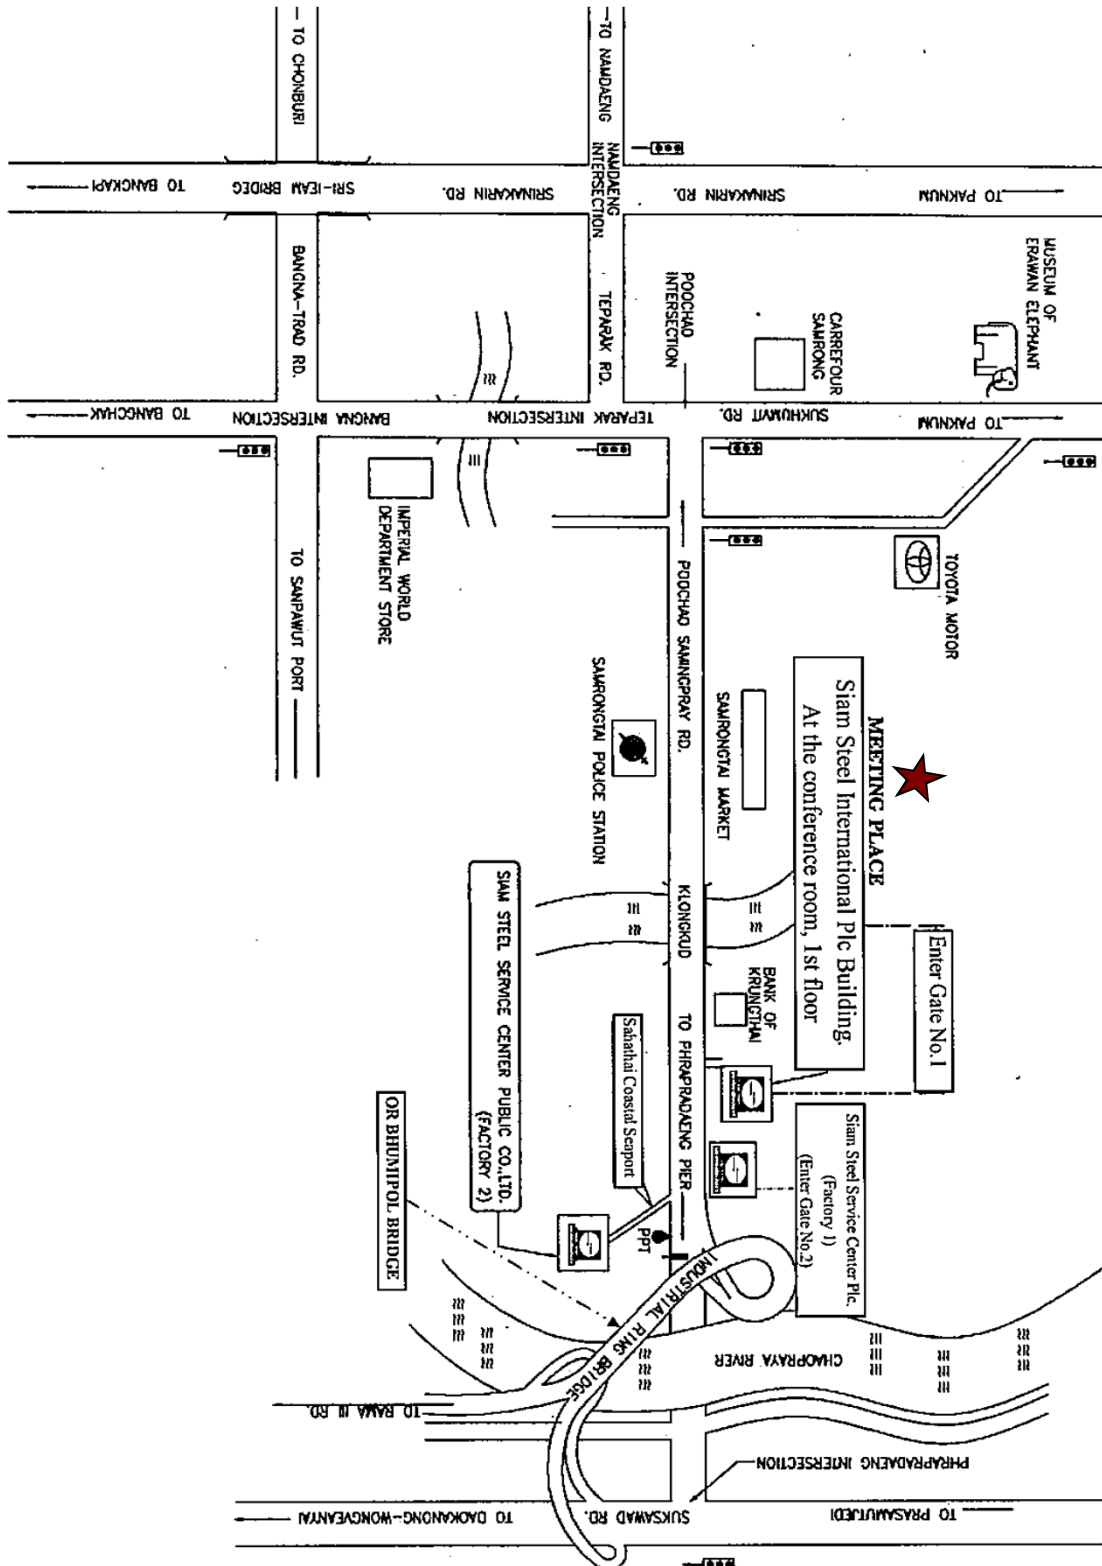 TO CHONBURI
TO NAMDAENG
NAMDAENG
INTERSECTION
TO BANGKAPI
SRI-IEAM BRIDEG
SRINAKARIN RD.
SRINAKARIN RD.
TO PAKNUM
BANGNA-TRAD RD.
TEPARAK RD.
POOCHAO
INTERSECTION
CARREFOUR
SAMRONG
MUSEUM OF
ERAWAN ELEPHANT
TO BANGCHAK
BANGNA INTERSECTION
TEPARAK INTERSECTION
SUKHUMVIT RD.
TO PAKNUM
IMPERIAL WORLD
DEPARTMENT STORE
TO SANPAWUT PORT
POOCHAO SAMINGPRAY RD.
TOYOTA MOTOR
SAMRONGTAI POLICE STATION
SAMRONGTAI MARKET
MEETING PLACE
Siam Steel International Plc Building.
At the conference room, 1st floor
Enter Gate No.1
KLONGKUD
BANK OF
KRUNGTHAI
TO PHRAPRADAENG PIER
SIAM STEEL SERVICE CENTER PUBLIC CO.,LTD.
(FACTORY 2)
Sahathai Coastal Seaport
Siam Steel Service Center Plc.
(Factory 1)
(Enter Gate No.2)
PPT
OR BHUMIPOL BRIDGE
INDUSTRIAL RING BRIDGE
CHAOPRAYA RIVER
TO RAMA III RD.
PHRAPRADAENG INTERSECTION
TO DAOKANONG-WONGVEANYAI
SUKSAWAD RD.
TO PRASAMUTJEDI